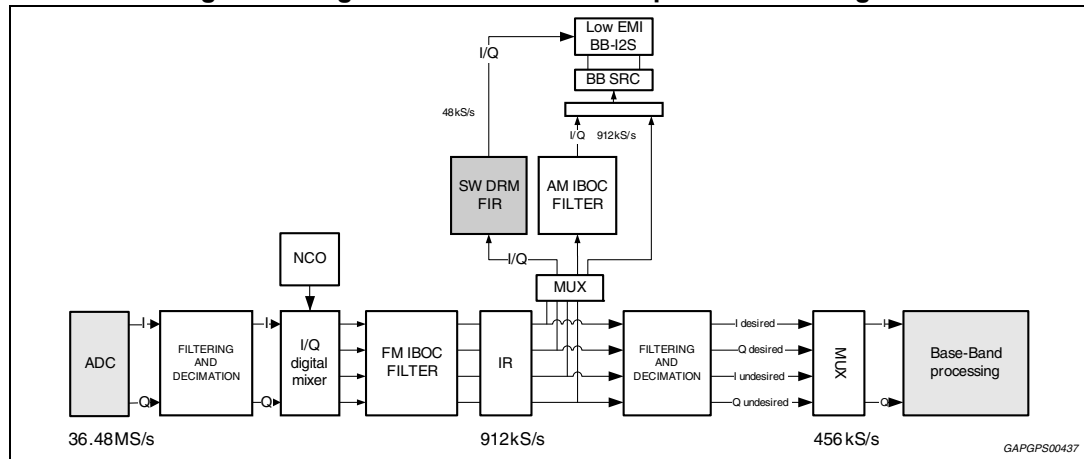 Low EMI
BB-I2S
I/Q
BB SRC
48kS/s
I/Q 912kS/s
SW DRM
FIR
AM IBOC
FILTER
NCO
I/Q
MUX
ADC
I
Q
FILTERING
AND
DECIMATION
I
Q
I/Q
digital
mixer
FM IBOC
FILTER
IR
FILTERING
AND
DECIMATION
I desired
Q desired
I undesired
Q undesired
MUX
I
Q
Base-Band
processing
36.48MS/s
912kS/s
456kS/s
GAPGPS00437